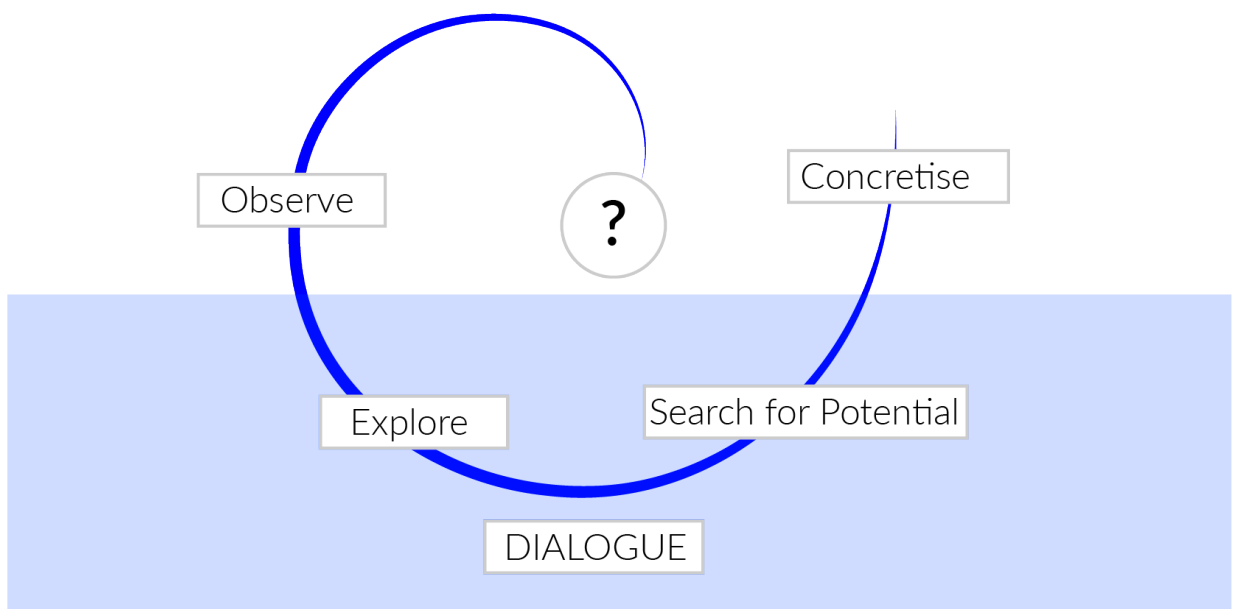 Observe
?
Concretise
Explore
Search for Potential
DIALOGUE